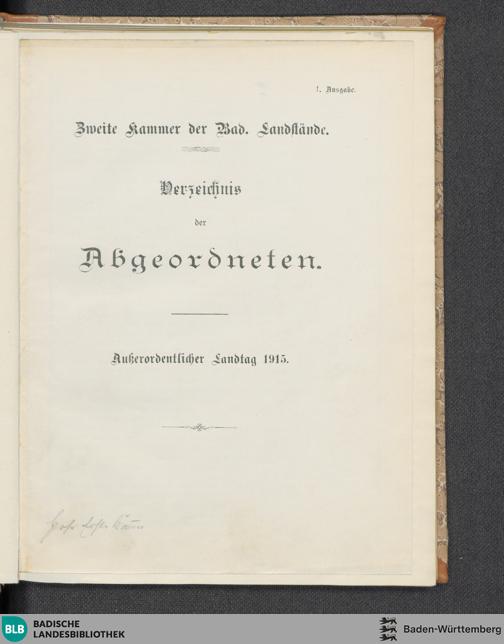 1. Ausgabe.
Zweite Kammer der Bad. Landstände.
Verzeichnis
der
Abgeordneten.
Außerordentlicher Landtag 1915.
BLB
BADISCHE
LANDESBIBLIOTHEK
Baden-Württemberg